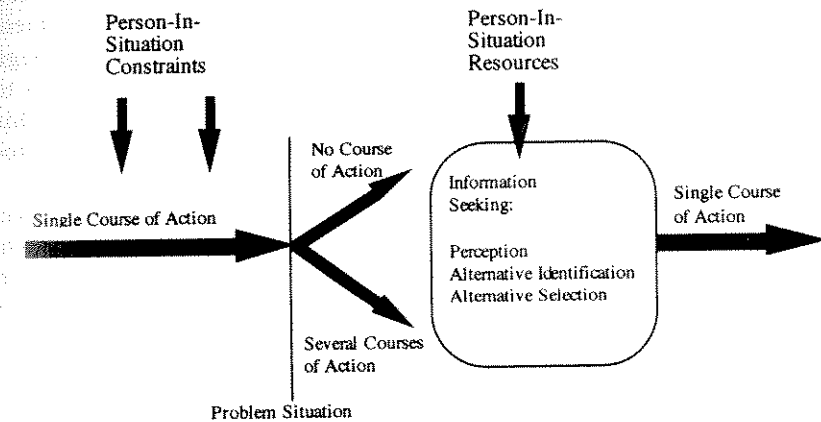 Person-In-
Situation
Constraints
Person-In-
Situation
Resources
No Course
of Action
Information
Seeking:
Single Course
of Action
Single Course of Action
Perception
Alternative Identification
Alternative Selection
Several Courses
of Action
Problem Situation